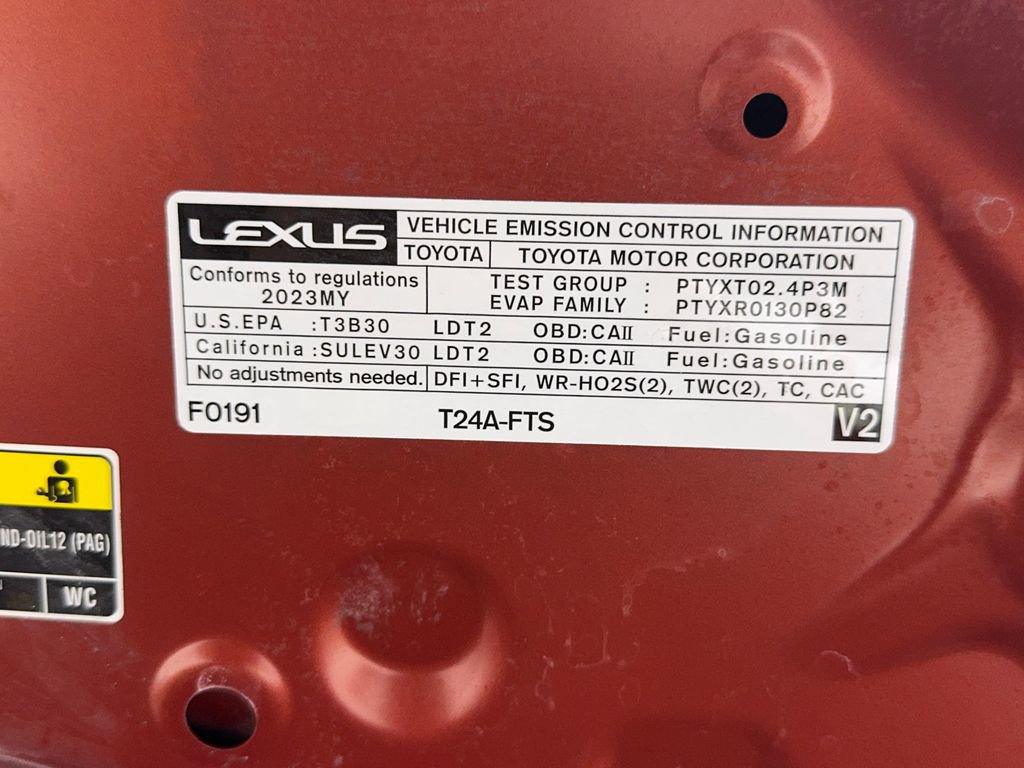 LEXUS
VEHICLE EMISSION CONTROL INFORMATION
TOYOTA TOYOTA MOTOR CORPORATION
Conforms to regulations
2023MY
TEST GROUP : PTYXT02.4P3M
EVAP FAMILY : PTYXR0130P82
U.S.EPA :T3B30 LDT2 OBD:CAII Fuel:Gasoline
California :SULEV30 LDT2 OBD:CAII Fuel:Gasoline
No adjustments needed. DFI+SFI, WR-HO2S(2), TWC(2), TC, CAC
F0191 T24A-FTS V2
ND-OIL12 (PAG)
WC